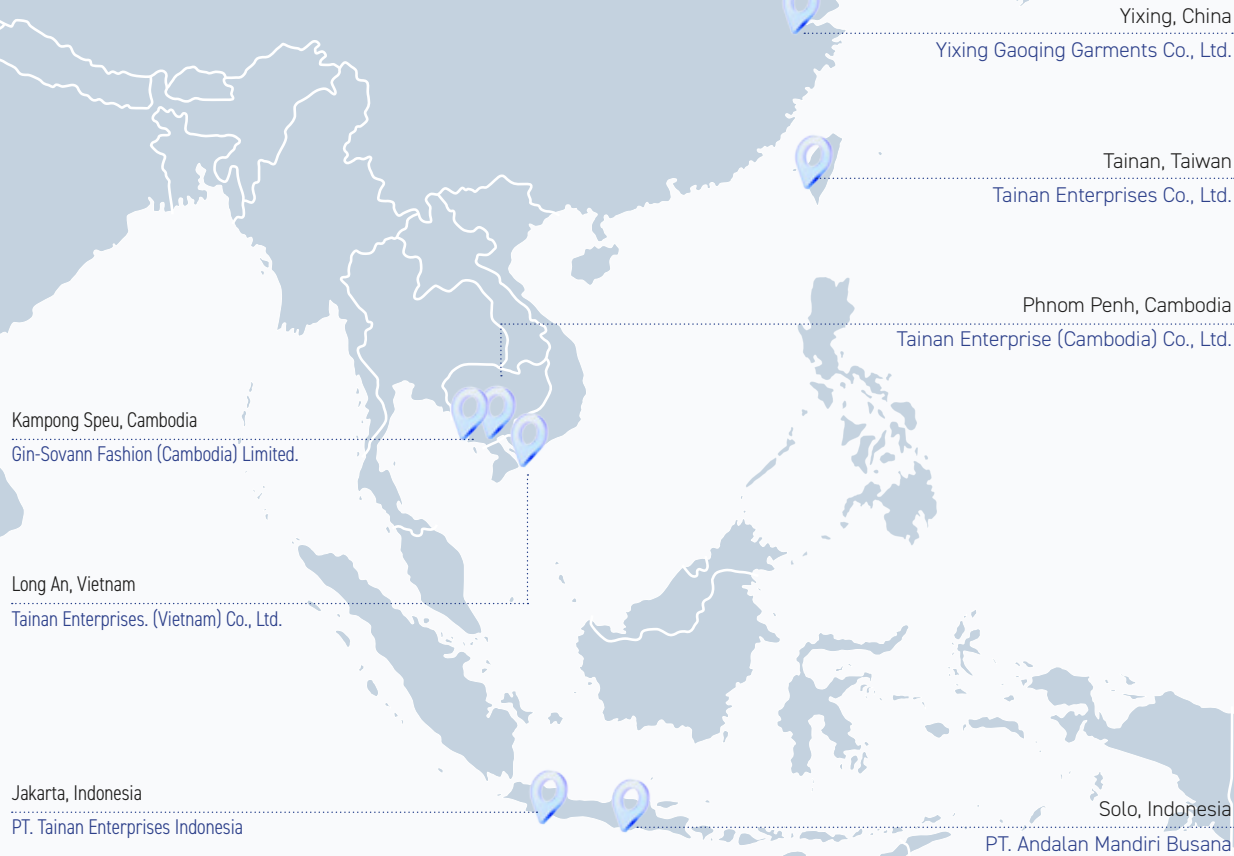 Yixing, China
Yixing Gaoqing Garments Co., Ltd.
Tainan, Taiwan
Tainan Enterprises Co., Ltd.
Phnom Penh, Cambodia
Tainan Enterprise (Cambodia) Co., Ltd.
Kampong Speu, Cambodia
Gin-Sovann Fashion (Cambodia) Limited.
Long An, Vietnam
Tainan Enterprises. (Vietnam) Co., Ltd.
Jakarta, Indonesia
PT. Tainan Enterprises Indonesia
Solo, Indonesia
PT. Andalan Mandiri Busana